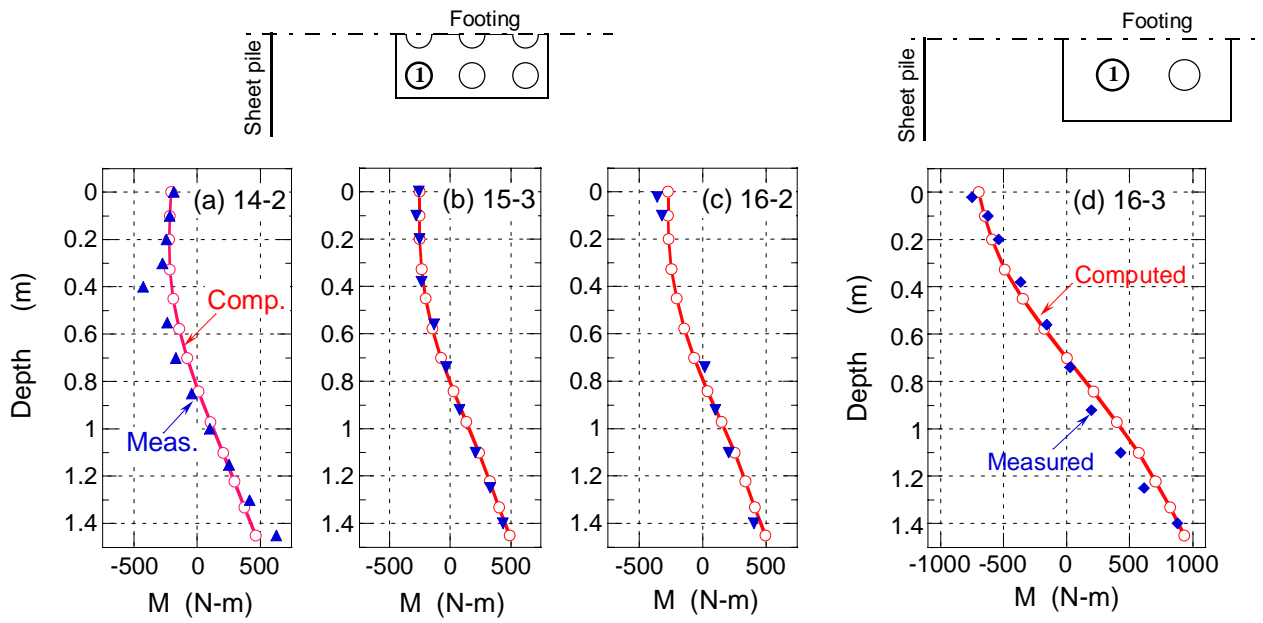 Footing
Footing
Sheet pile
1
Sheet pile
1
(a) 14-2
(b) 15-3
(c) 16-2
(d) 16-3
Depth (m)
0
0.2
0.4
0.6
0.8
1
1.2
1.4
Comp.
Meas.
-500 0 500
M (N-m)
-500 0 500
M (N-m)
-500 0 500
M (N-m)
Depth (m)
0
0.2
0.4
0.6
0.8
1
1.2
1.4
Computed
Measured
-1000 -500 0 500 1000
M (N-m)